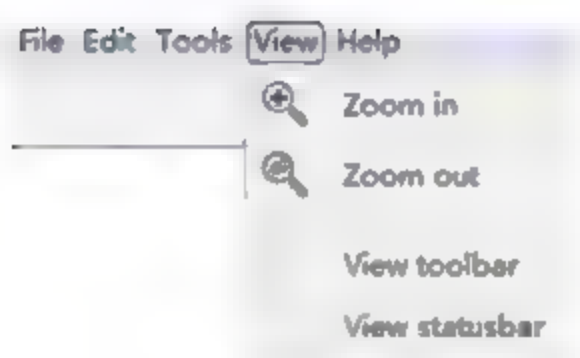 File Edit Tools View Help
Zoom in
Zoom out
View toolbar
View statusbar